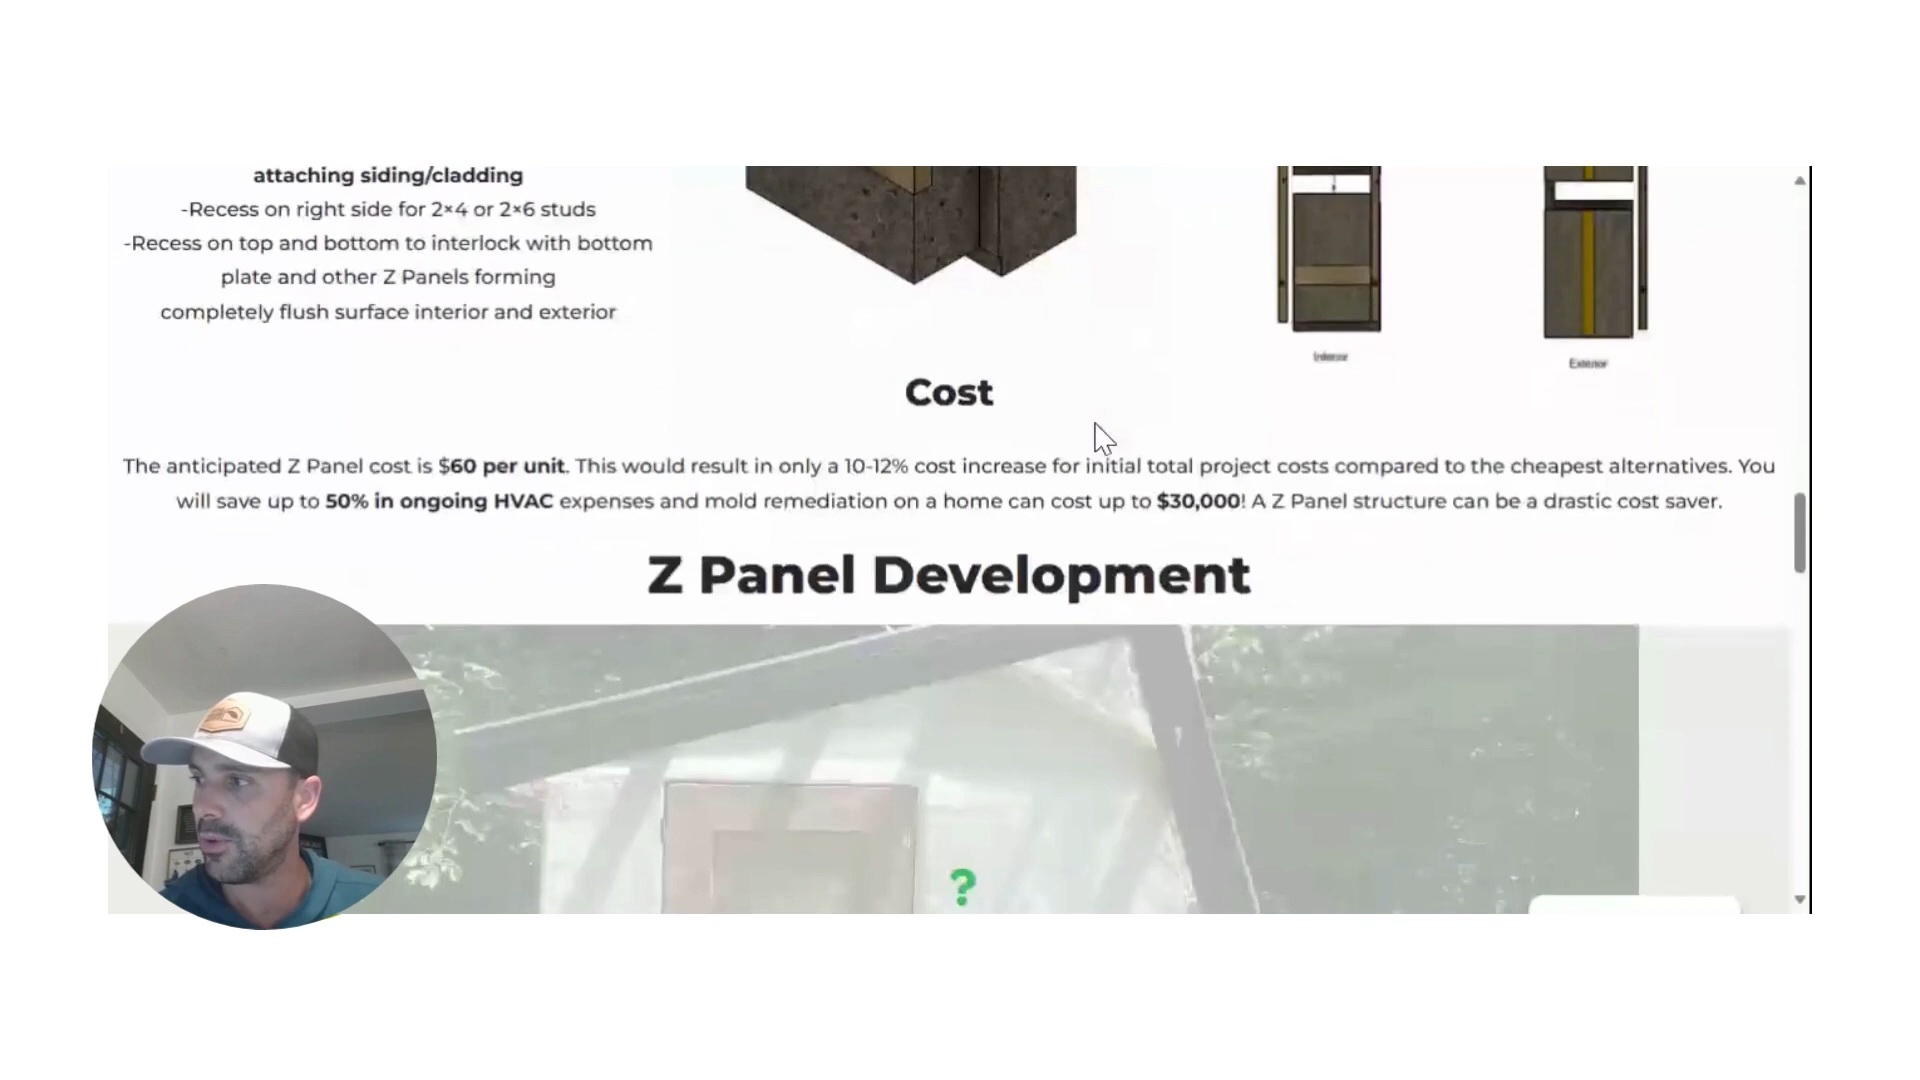 attaching siding/cladding
-Recess on right side for 2×4 or 2×6 studs
-Recess on top and bottom to interlock with bottom
plate and other Z Panels forming
completely flush surface interior and exterior
Interior
Exterior
Cost
The anticipated Z Panel cost is $60 per unit. This would result in only a 10-12% cost increase for initial total project costs compared to the cheapest alternatives. You
will save up to 50% in ongoing HVAC expenses and mold remediation on a home can cost up to $30,000! A Z Panel structure can be a drastic cost saver.
Z Panel Development
?